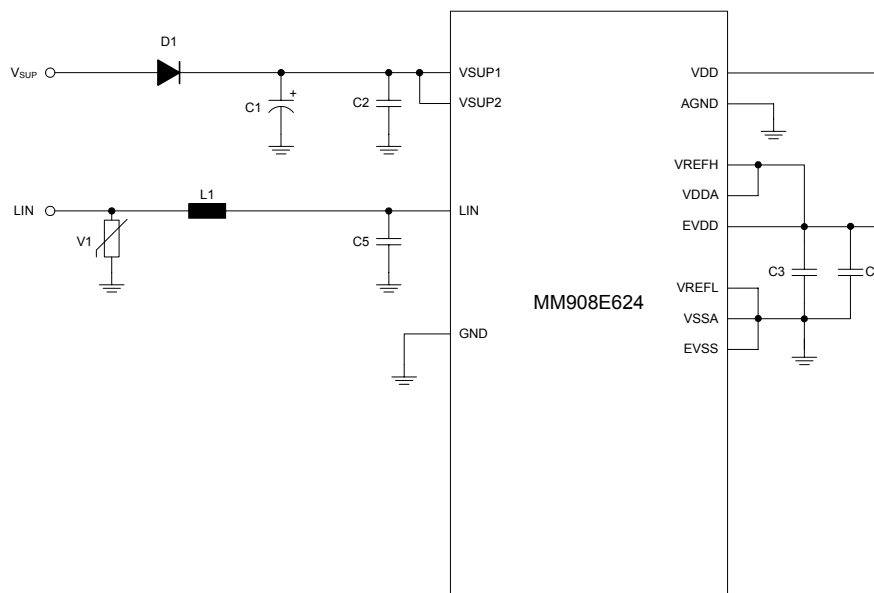 D1
VSUP
C1
+
C2
VSUP1
VSUP2
VDD
AGND
VREFH
VDDA
EVDD
LIN
V1
L1
C5
LIN
C3
C
VREFL
VSSA
EVSS
MM908E624
GND